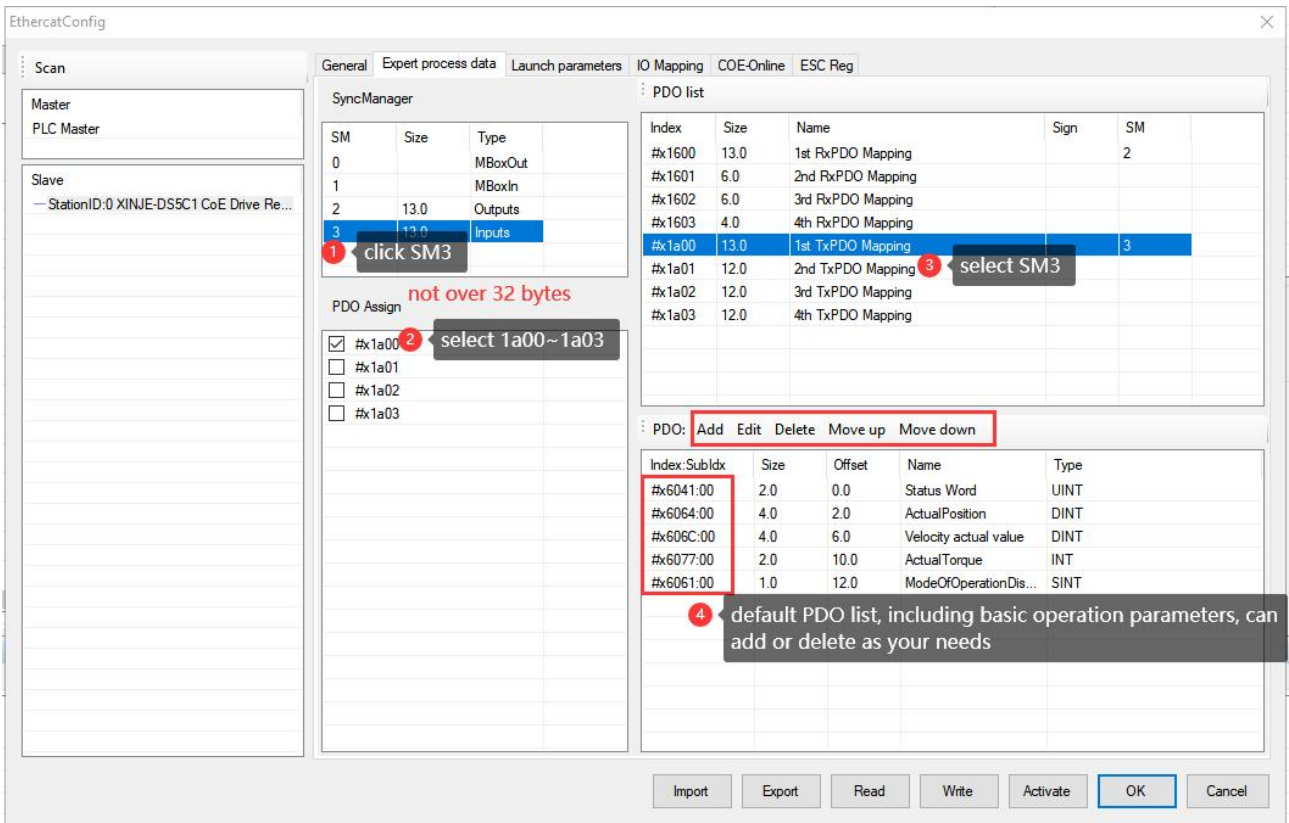 EthercatConfig
Scan
Master
PLC Master
Slave
StationID:0 XINJE-DS5C1 CoE Drive Re...
General Expert process data Launch parameters IO Mapping COE-Online ESC Reg
SyncManager
SM Size Type
0 MBoxOut
1 MBoxIn
2 13.0 Outputs
3 13.0 Inputs
1 click SM3
not over 32 bytes
PDO Assign
#x1a00 2 select 1a00~1a03
#x1a01
#x1a02
#x1a03
PDO list
Index Size Name Sign SM
#x1600 13.0 1st RxPDO Mapping 2
#x1601 6.0 2nd RxPDO Mapping
#x1602 6.0 3rd RxPDO Mapping
#x1603 4.0 4th RxPDO Mapping
#x1a00 13.0 1st TxPDO Mapping 3
#x1a01 12.0 2nd TxPDO Mapping 3 select SM3
#x1a02 12.0 3rd TxPDO Mapping
#x1a03 12.0 4th TxPDO Mapping
PDO: Add Edit Delete Move up Move down
Index:SubIdx Size Offset Name Type
#x6041:00 2.0 0.0 Status Word UINT
#x6064:00 4.0 2.0 ActualPosition DINT
#x606C:00 4.0 6.0 Velocity actual value DINT
#x6077:00 2.0 10.0 ActualTorque INT
#x6061:00 1.0 12.0 ModeOfOperationDis... SINT
4 default PDO list, including basic operation parameters, can
add or delete as your needs
Import Export Read Write Activate OK Cancel